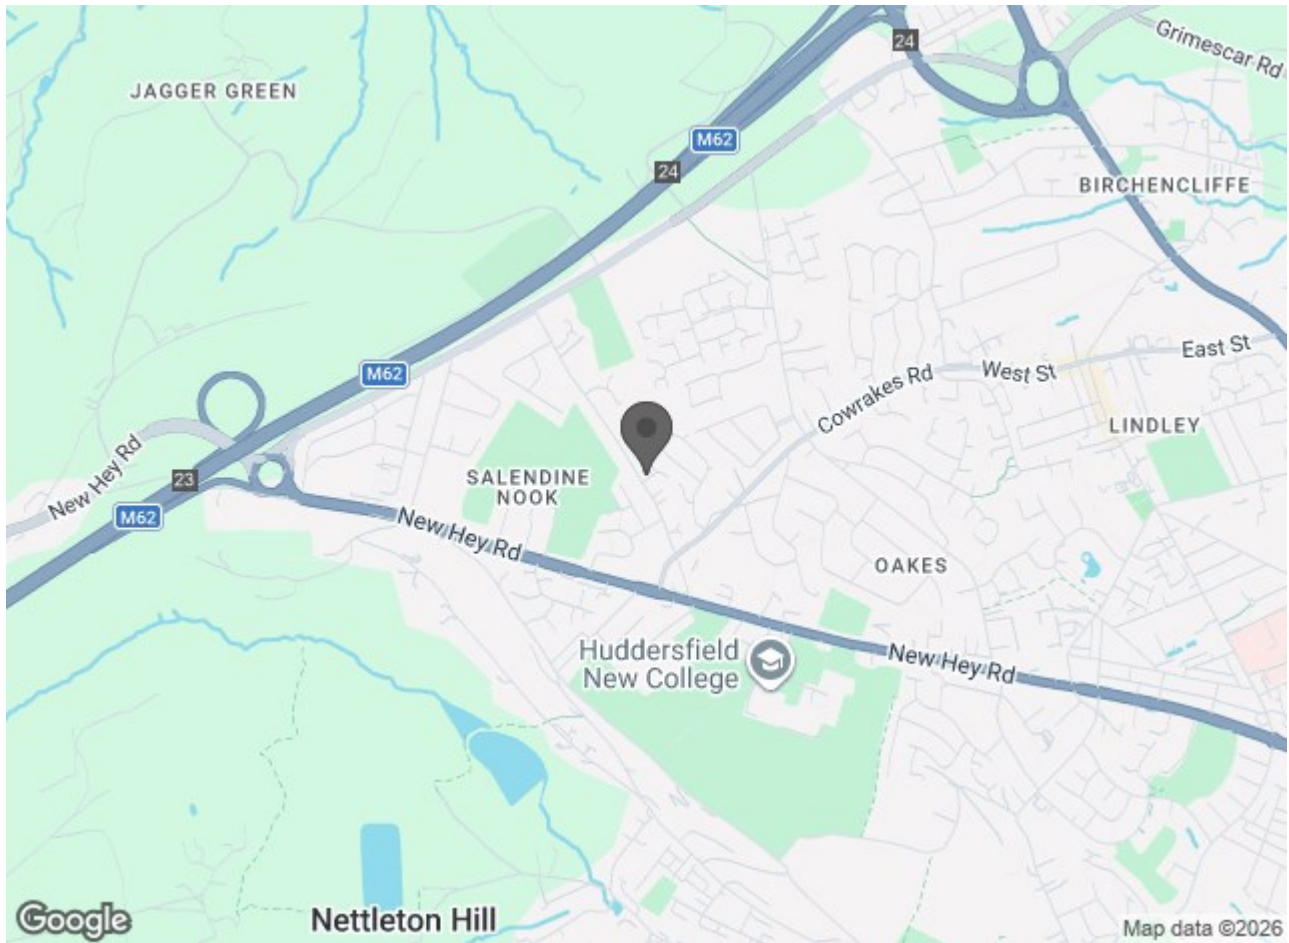 24
Grimescar Rd
JAGGER GREEN
M62
24
BIRCHENCLIFFE
East St
West St
M62
Cowrakes Rd
LINDLEY
New Hey Rd
23
SALENDINE
NOOK
M62
New Hey Rd
OAKES
Huddersfield
New College
New Hey Rd
Google
Nettleton Hill
Map data ©2026